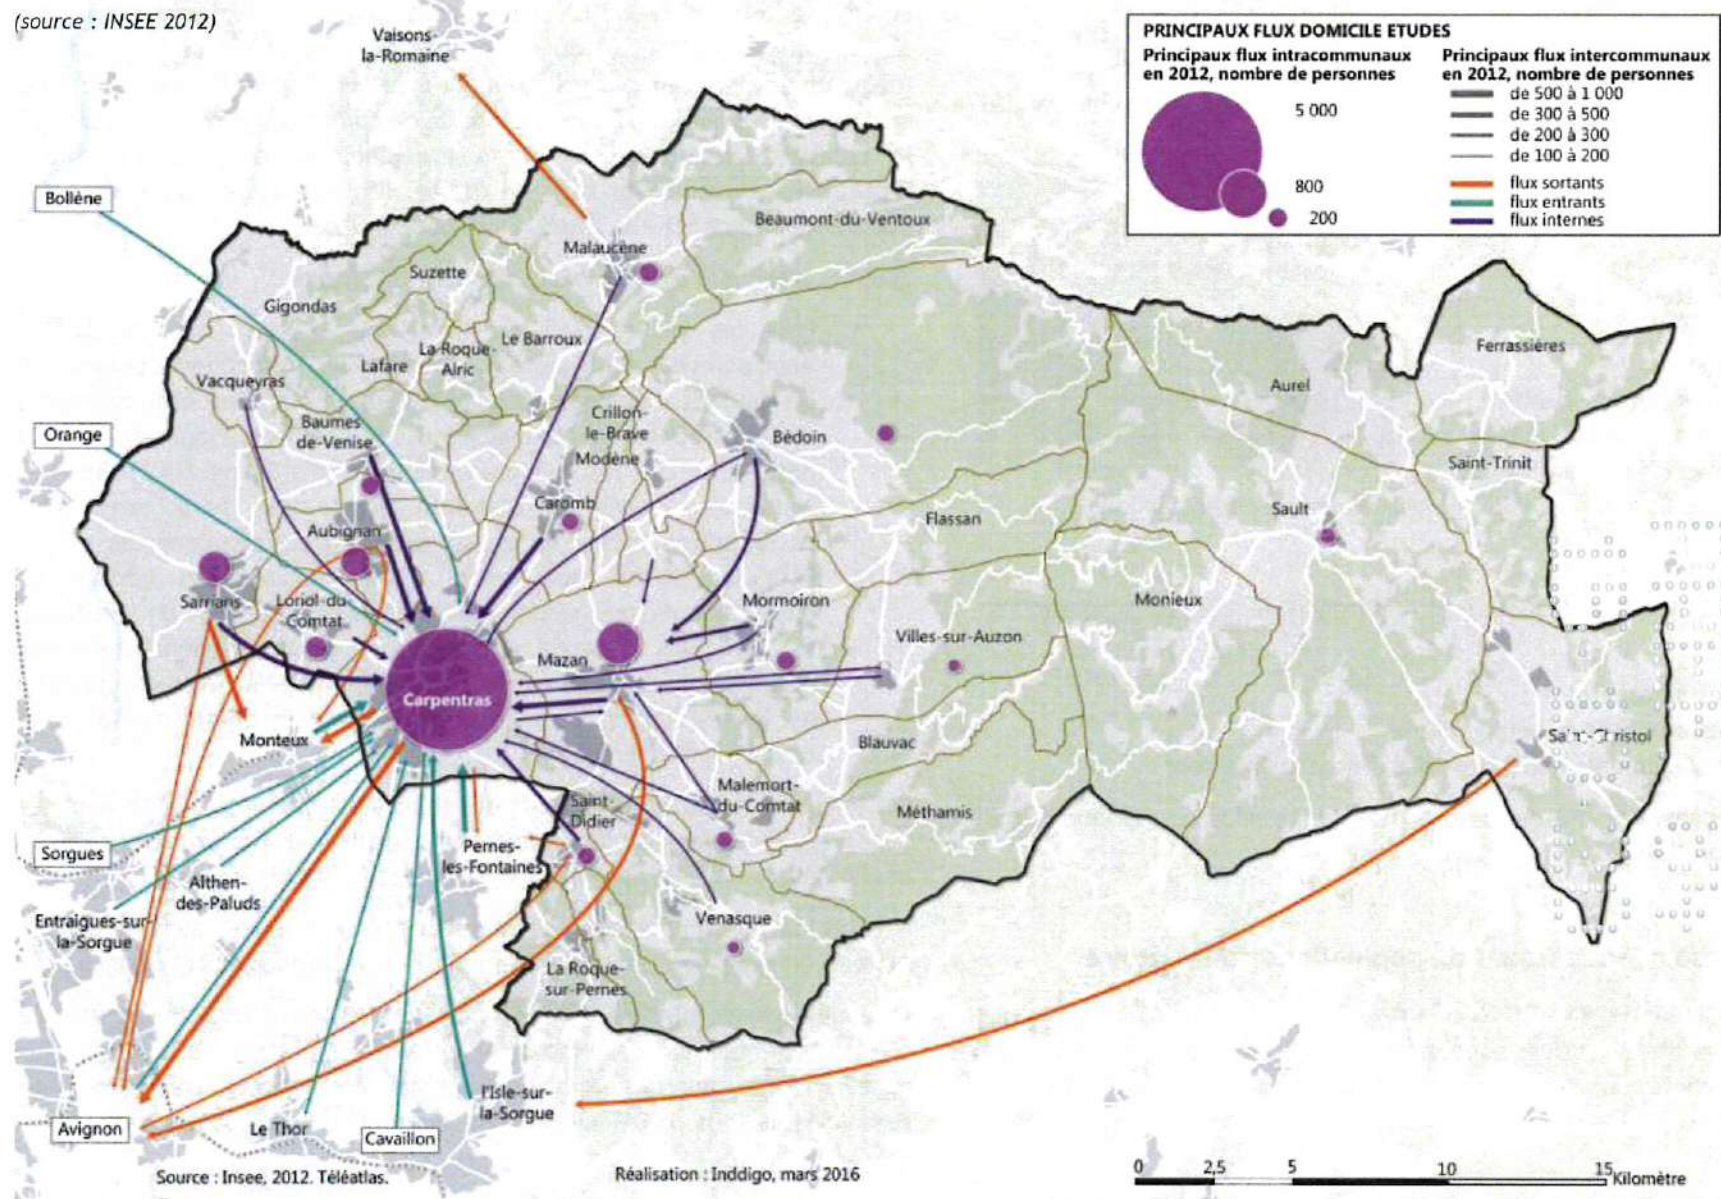 (source : INSEE 2012)
PRINCIPAUX FLUX DOMICILE ETUDES
Principaux flux intracommunaux
en 2012, nombre de personnes
5 000
800
200
Principaux flux intercommunaux
en 2012, nombre de personnes
de 500 à 1 000
de 300 à 500
de 200 à 300
de 100 à 200
flux sortants
flux entrants
flux internes
Vaisons-
la-Romaine
Bollène
Beaumont-du-Ventoux
Malaucène
Suzette
Gigondas
Le Barroux
La Roque-
Alric
Lafare
Vacqueyras
Ferrassières
Aurel
Orange
Baumes
de-Venise
Crillon-
le-Brave
Modène
Bédoin
Saint-Trinit
Caromb
Sault
Flassan
Aubignan
Sarrians
Loriol-du
Comtat
Mormoiron
Monieux
Villes-sur-Auzon
Mazan
Carpentras
Monteux
Blauvac
Malemort-
du-Comtat
Méthamis
Saint-
Didier
Sorgues
Pernes-
les-Fontaines
Althen-
des-Paluds
Entraigues-sur-
la-Sorgue
Venasque
La Roque-
sur-Pernes
l'Isle-sur-
la-Sorgue
Avignon
Le Thor
Cavaillon
Source : Insee, 2012. Téléatlas.
Réalisation : Inddigo, mars 2016
0 2,5 5 10 15 Kilomètre